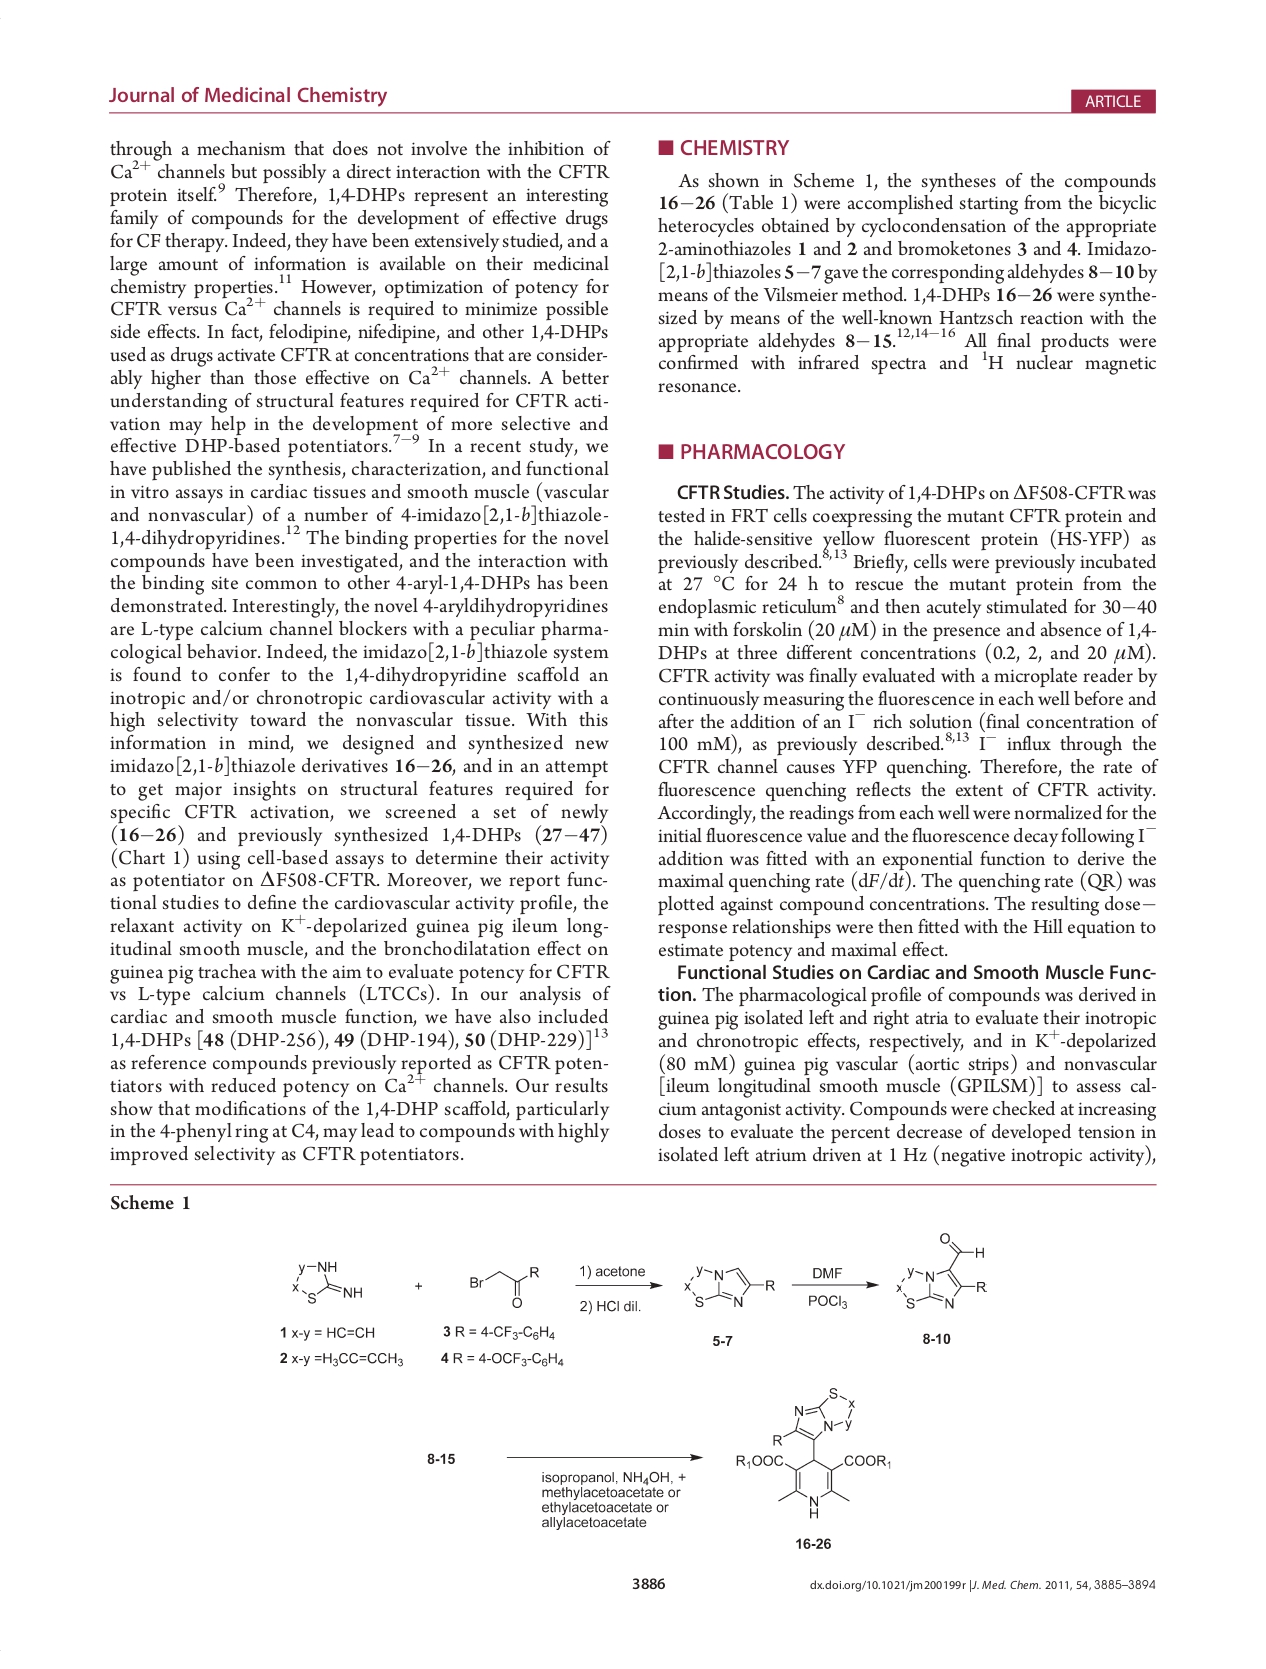 Journal of Medicinal Chemistry
ARTICLE
through a mechanism that does not involve the inhibition of
Ca2+ channels but possibly a direct interaction with the CFTR
protein itself.9 Therefore, 1,4-DHPs represent an interesting
family of compounds for the development of effective drugs
for CF therapy. Indeed, they have been extensively studied, and a
large amount of information is available on their medicinal
chemistry properties.11 However, optimization of potency for
CFTR versus Ca2+ channels is required to minimize possible
side effects. In fact, felodipine, nifedipine, and other 1,4-DHPs
used as drugs activate CFTR at concentrations that are consider-
ably higher than those effective on Ca2+ channels. A better
understanding of structural features required for CFTR acti-
vation may help in the development of more selective and
effective DHP-based potentiators.7−9 In a recent study, we
have published the synthesis, characterization, and functional
in vitro assays in cardiac tissues and smooth muscle (vascular
and nonvascular) of a number of 4-imidazo[2,1-b]thiazole-
1,4-dihydropyridines.12 The binding properties for the novel
compounds have been investigated, and the interaction with
the binding site common to other 4-aryl-1,4-DHPs has been
demonstrated. Interestingly, the novel 4-aryldihydropyridines
are L-type calcium channel blockers with a peculiar pharma-
cological behavior. Indeed, the imidazo[2,1-b]thiazole system
is found to confer to the 1,4-dihydropyridine scaffold an
inotropic and/or chronotropic cardiovascular activity with a
high selectivity toward the nonvascular tissue. With this
information in mind, we designed and synthesized new
imidazo[2,1-b]thiazole derivatives 16−26, and in an attempt
to get major insights on structural features required for
specific CFTR activation, we screened a set of newly
(16−26) and previously synthesized 1,4-DHPs (27−47)
(Chart 1) using cell-based assays to determine their activity
as potentiator on ΔF508-CFTR. Moreover, we report func-
tional studies to define the cardiovascular activity profile, the
relaxant activity on K+-depolarized guinea pig ileum long-
itudinal smooth muscle, and the bronchodilatation effect on
guinea pig trachea with the aim to evaluate potency for CFTR
vs L-type calcium channels (LTCCs). In our analysis of
cardiac and smooth muscle function, we have also included
1,4-DHPs [48 (DHP-256), 49 (DHP-194), 50 (DHP-229)]13
as reference compounds previously reported as CFTR poten-
tiators with reduced potency on Ca2+ channels. Our results
show that modifications of the 1,4-DHP scaffold, particularly
in the 4-phenyl ring at C4, may lead to compounds with highly
improved selectivity as CFTR potentiators.
■ CHEMISTRY
As shown in Scheme 1, the syntheses of the compounds
16−26 (Table 1) were accomplished starting from the bicyclic
heterocycles obtained by cyclocondensation of the appropriate
2-aminothiazoles 1 and 2 and bromoketones 3 and 4. Imidazo-
[2,1-b]thiazoles 5−7 gave the corresponding aldehydes 8−10 by
means of the Vilsmeier method. 1,4-DHPs 16−26 were synthe-
sized by means of the well-known Hantzsch reaction with the
appropriate aldehydes 8−15.12,14−16 All final products were
confirmed with infrared spectra and 1H nuclear magnetic
resonance.
■ PHARMACOLOGY
CFTR Studies. The activity of 1,4-DHPs on ΔF508-CFTR was
tested in FRT cells coexpressing the mutant CFTR protein and
the halide-sensitive yellow fluorescent protein (HS-YFP) as
previously described.8,13 Briefly, cells were previously incubated
at 27 °C for 24 h to rescue the mutant protein from the
endoplasmic reticulum8 and then acutely stimulated for 30−40
min with forskolin (20 μM) in the presence and absence of 1,4-
DHPs at three different concentrations (0.2, 2, and 20 μM).
CFTR activity was finally evaluated with a microplate reader by
continuously measuring the fluorescence in each well before and
after the addition of an I− rich solution (final concentration of
100 mM), as previously described.8,13 I− influx through the
CFTR channel causes YFP quenching. Therefore, the rate of
fluorescence quenching reflects the extent of CFTR activity.
Accordingly, the readings from each well were normalized for the
initial fluorescence value and the fluorescence decay following I−
addition was fitted with an exponential function to derive the
maximal quenching rate (dF/dt). The quenching rate (QR) was
plotted against compound concentrations. The resulting dose−
response relationships were then fitted with the Hill equation to
estimate potency and maximal effect.
Functional Studies on Cardiac and Smooth Muscle Func-
tion. The pharmacological profile of compounds was derived in
guinea pig isolated left and right atria to evaluate their inotropic
and chronotropic effects, respectively, and in K+-depolarized
(80 mM) guinea pig vascular (aortic strips) and nonvascular
[ileum longitudinal smooth muscle (GPILSM)] to assess cal-
cium antagonist activity. Compounds were checked at increasing
doses to evaluate the percent decrease of developed tension in
isolated left atrium driven at 1 Hz (negative inotropic activity),
Scheme 1
y NH
x
S NH
+
Br R
O
1) acetone
2) HCl dil.
y N
x R
S N
DMF
POCl3
O
H
y N
x R
S N
1 x-y = HC=CH
2 x-y =H3CC=CCH3
3 R = 4-CF3-C6H4
4 R = 4-OCF3-C6H4
5-7
8-10
8-15
isopropanol, NH4OH, +
methylacetoacetate or
ethylacetoacetate or
allylacetoacetate
S
N x
N y
R
R1OOC COOR1
N
H
16-26
3886
dx.doi.org/10.1021/jm200199r |J. Med. Chem. 2011, 54, 3885–3894